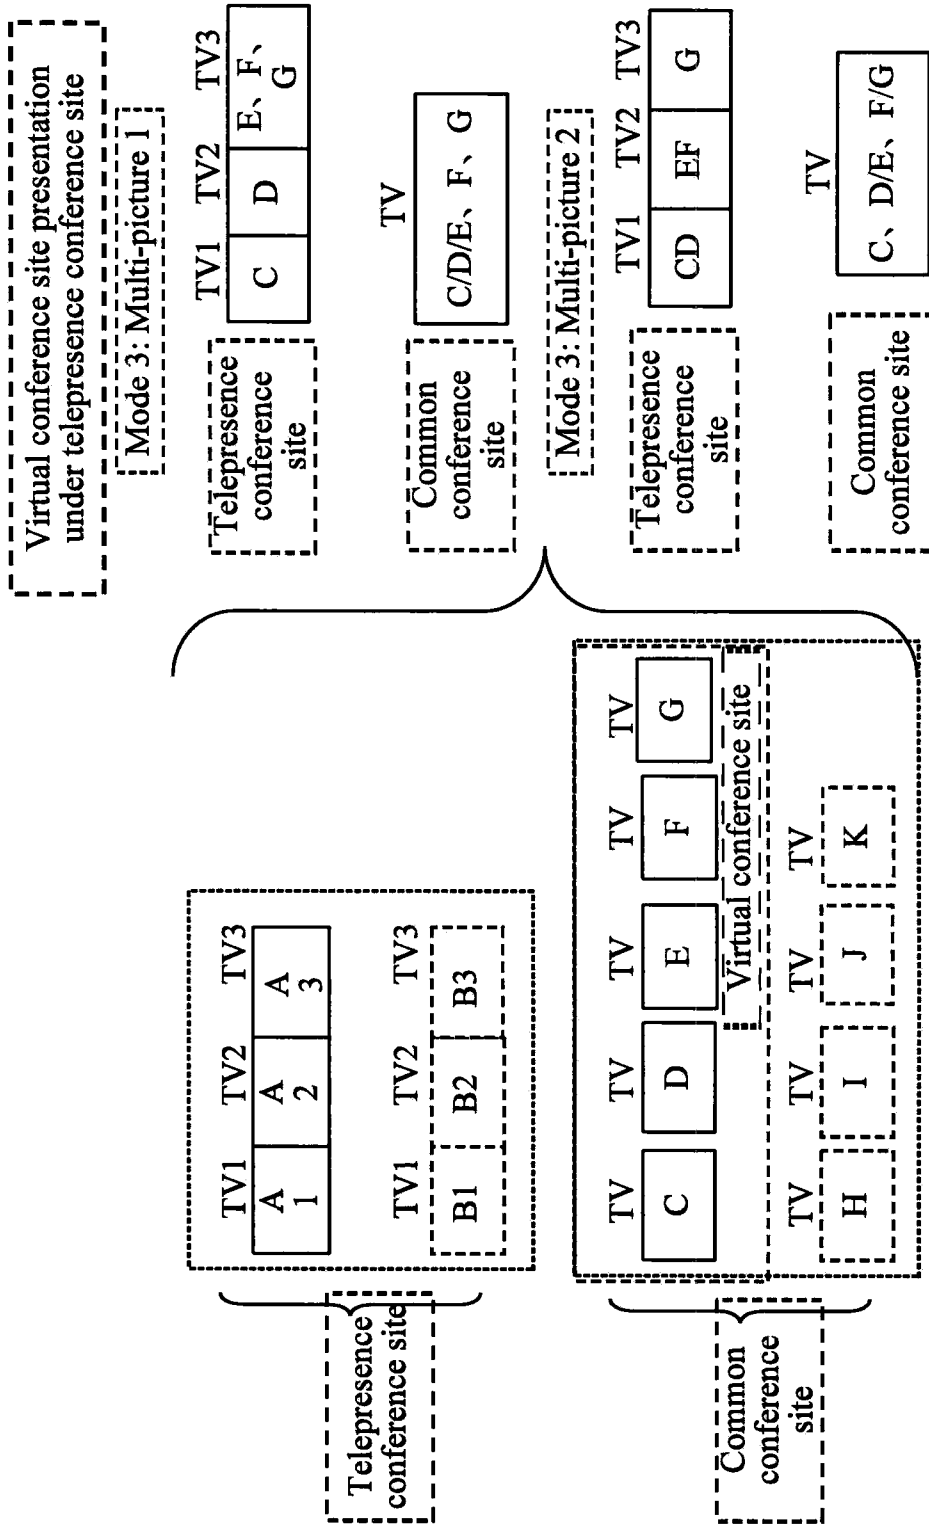 Virtual conference site presentation
under telepresence conference site
Telepresence
conference site
TV1 TV2 TV3
A
1
A
2
A
3
TV1 TV2 TV3
B1 B2 B3
Common
conference
site
TV TV TV TV TV
C D E F G
Virtual conference site
TV TV TV TV
H I J K
Mode 3: Multi-picture 1
Telepresence
conference
site
TV1 TV2 TV3
C D E、F、
G
Common
conference
site
TV
C/D/E、F、G
Mode 3: Multi-picture 2
Telepresence
conference
site
TV1 TV2 TV3
CD EF G
Common
conference site
TV
C、D/E、F/G